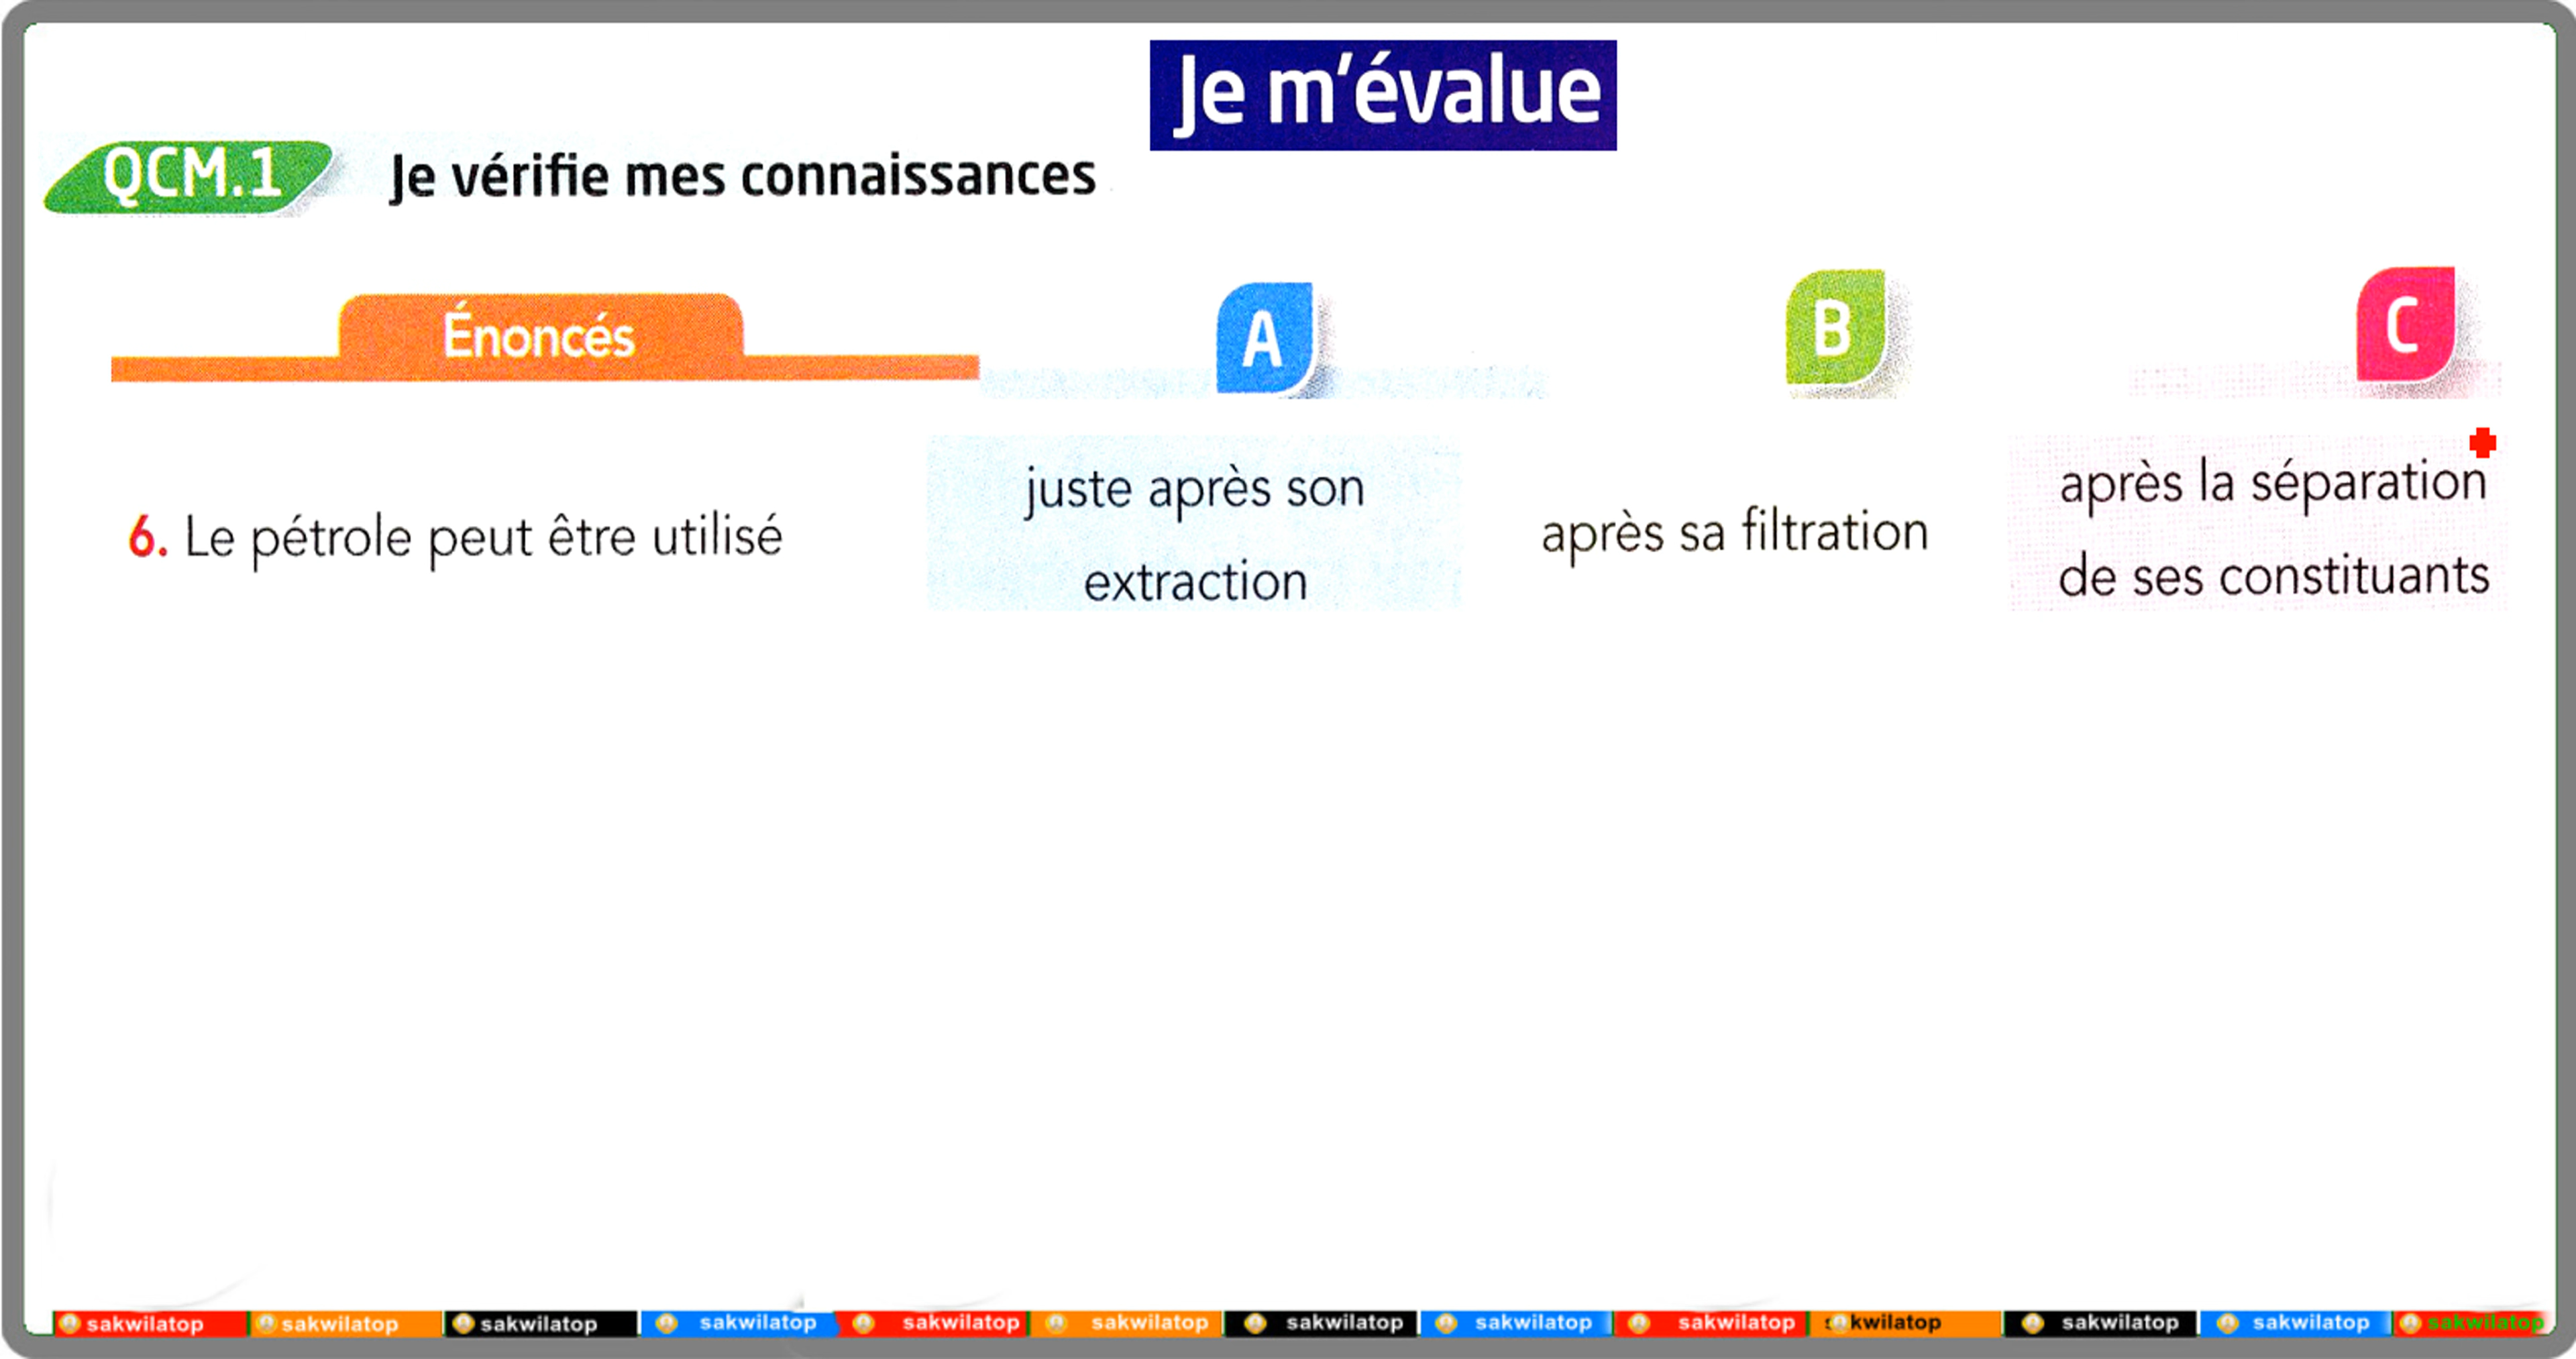 Je m'évalue
QCM.1 Je vérifie mes connaissances
Énoncés A B C
6. Le pétrole peut être utilisé
juste après son
extraction
après sa filtration
après la séparation
de ses constituants
sakwilatop sakwilatop sakwilatop sakwilatop sakwilatop sakwilatop sakwilatop sakwilatop sakwilatop kwilatop sakwilatop sakwilatop sakwilatop